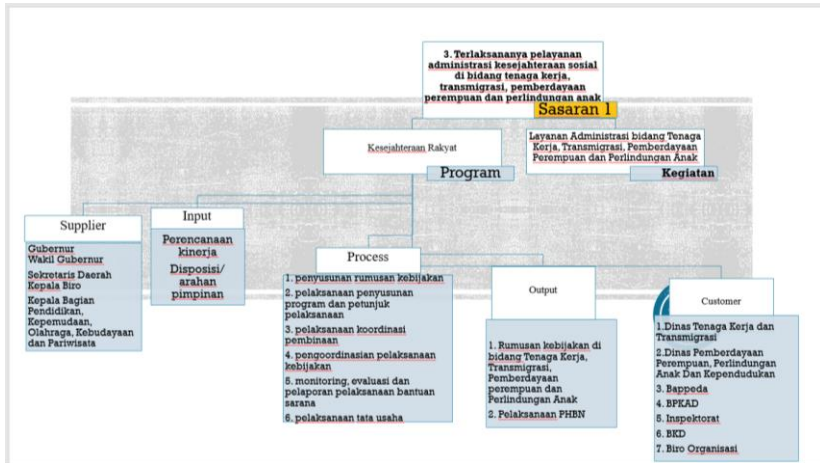 3. Terlaksananya pelayanan
administrasi kesejahteraan sosial
di bidang tenaga kerja,
transmigrasi, pemberdayaan
perempuan dan perlindungan anak
Sasaran 1
Kesejahteraan Rakyat
Program
Layanan Administrasi bidang Tenaga
Kerja, Transmigrasi, Pemberdayaan
Perempuan dan Perlindungan Anak
Kegiatan
Supplier
Gubernur
Wakil Gubernur
Sekretaris Daerah
Kepala Biro
Kepala Bagian
Pendidikan,
Kepemudaan,
Olahraga, Kebudayaan
dan Pariwisata
Input
Perencanaan
kinerja
Disposisi/
arahan
pimpinan
Process
1. penyusunan rumusan kebijakan
2. pelaksanaan penyusunan
program dan petunjuk
pelaksanaan
3. pelaksanaan koordinasi
pembinaan
4. pengoordinasian pelaksanaan
kebijakan
5. monitoring, evaluasi dan
pelaporan pelaksanaan bantuan
sarana
6. pelaksanaan tata usaha
Output
1. Rumusan kebijakan di
bidang Tenaga Kerja,
Transmigrasi,
Pemberdayaan
perempuan dan
Perlindungan Anak
2. Pelaksanaan PHBN
Customer
1.Dinas Tenaga Kerja dan
Transmigrasi
2.Dinas Pemberdayaan
Perempuan, Perlindungan
Anak Dan Kependudukan
3. Bappeda
4. BPKAD
5. Inspektorat
6. BKD
7. Biro Organisasi